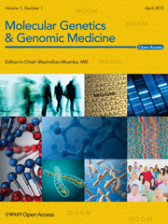 Volume 1, Number 1
April 2013
Molecular Genetics
& Genomic Medicine
Open Access
Editor-in-Chief: Maximilian Muenke, MD
MGGM
WILEY Open Access